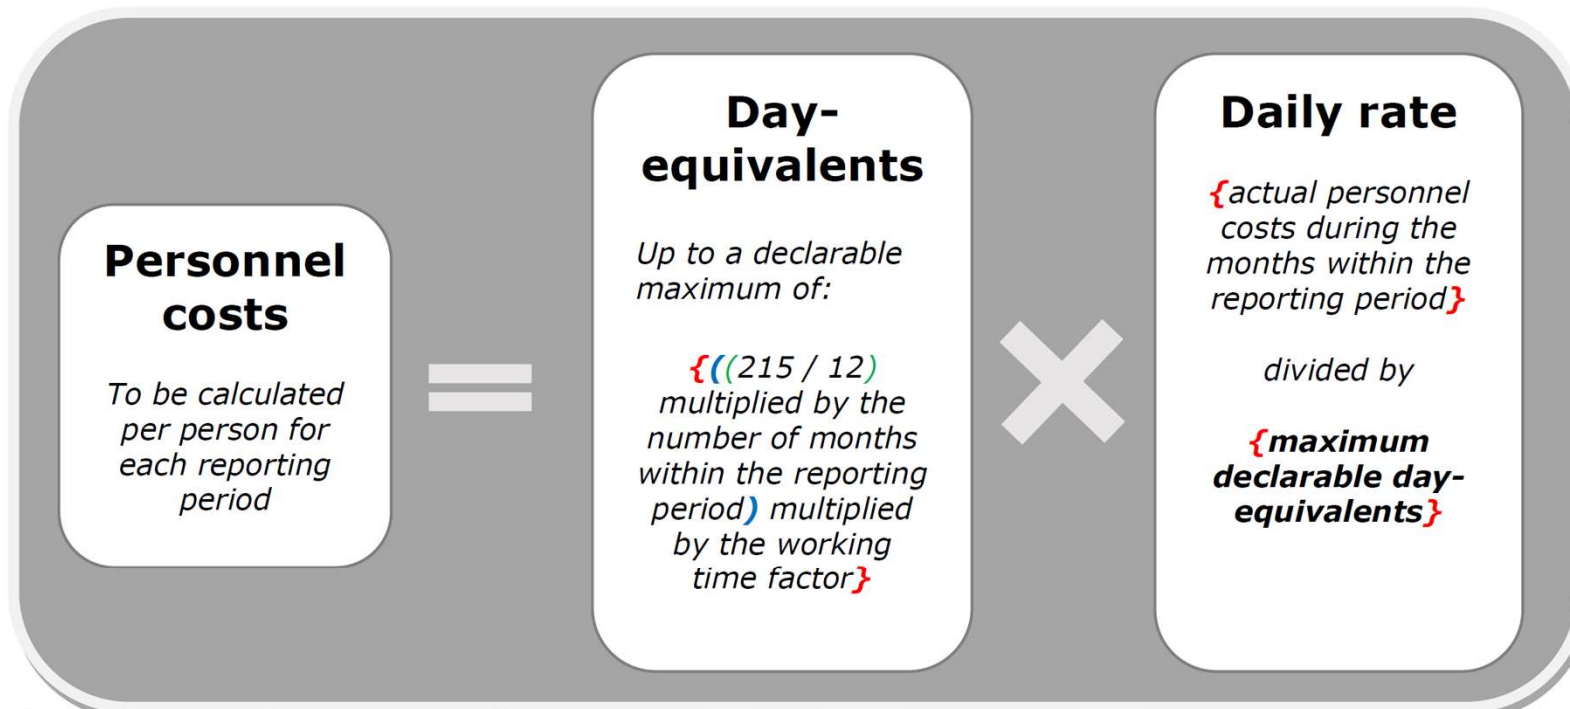 Personnel
costs
To be calculated
per person for
each reporting
period
=
Day-
equivalents
Up to a declarable
maximum of:
{((215 / 12)
multiplied by the
number of months
within the reporting
period) multiplied
by the working
time factor}
×
Daily rate
{actual personnel
costs during the
months within the
reporting period}
divided by
{maximum
declarable day-
equivalents}